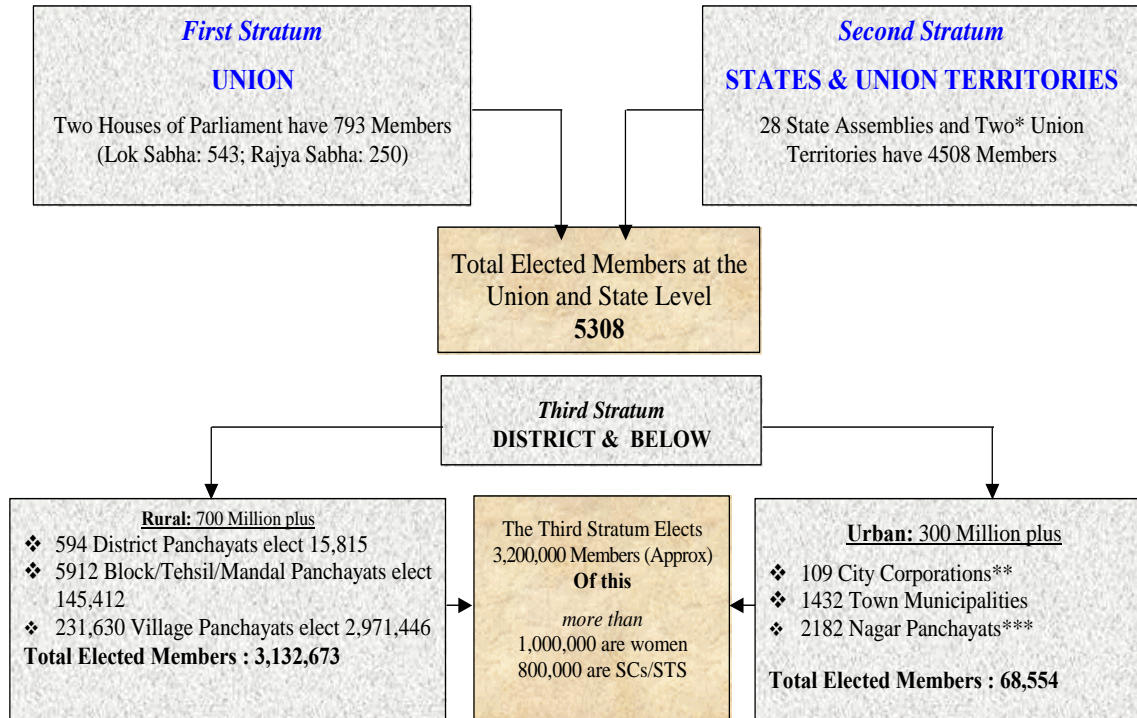 First Stratum
UNION
Two Houses of Parliament have 793 Members
(Lok Sabha: 543; Rajya Sabha: 250)
Second Stratum
STATES & UNION TERRITORIES
28 State Assemblies and Two* Union
Territories have 4508 Members
Total Elected Members at the
Union and State Level
5308
Third Stratum
DISTRICT & BELOW
Rural: 700 Million plus
❖ 594 District Panchayats elect 15,815
❖ 5912 Block/Tehsil/Mandal Panchayats elect
145,412
❖ 231,630 Village Panchayats elect 2,971,446
Total Elected Members : 3,132,673
The Third Stratum Elects
3,200,000 Members (Approx)
Of this
more than
1,000,000 are women
800,000 are SCs/STS
Urban: 300 Million plus
❖ 109 City Corporations**
❖ 1432 Town Municipalities
❖ 2182 Nagar Panchayats***
Total Elected Members : 68,554